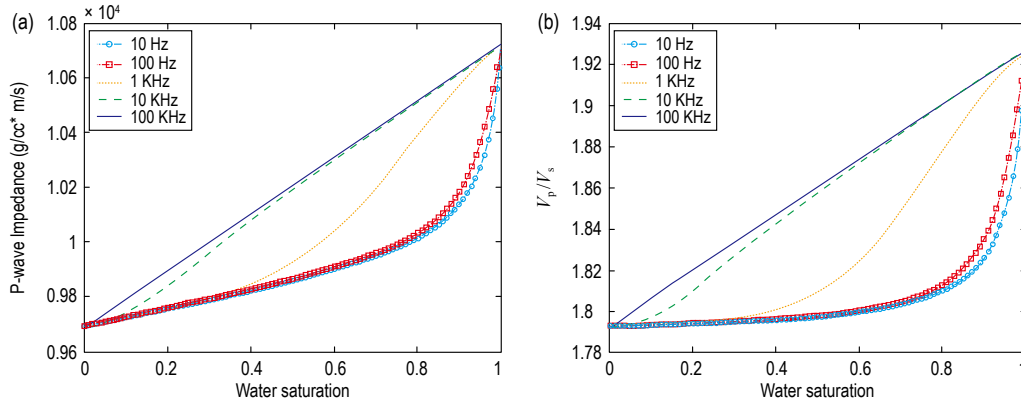 (a)
× 10⁴
1.08
1.06
1.04
1.02
1
0.98
0.96
P-wave Impedance (g/cc* m/s)
10 Hz
100 Hz
1 KHz
10 KHz
100 KHz
0
0.2
0.4
0.6
0.8
1
Water saturation
(b)
1.94
1.92
1.9
1.88
1.86
1.84
1.82
1.8
1.78
Vp/Vs
10 Hz
100 Hz
1 KHz
10 KHz
100 KHz
0
0.2
0.4
0.6
0.8
1
Water saturation